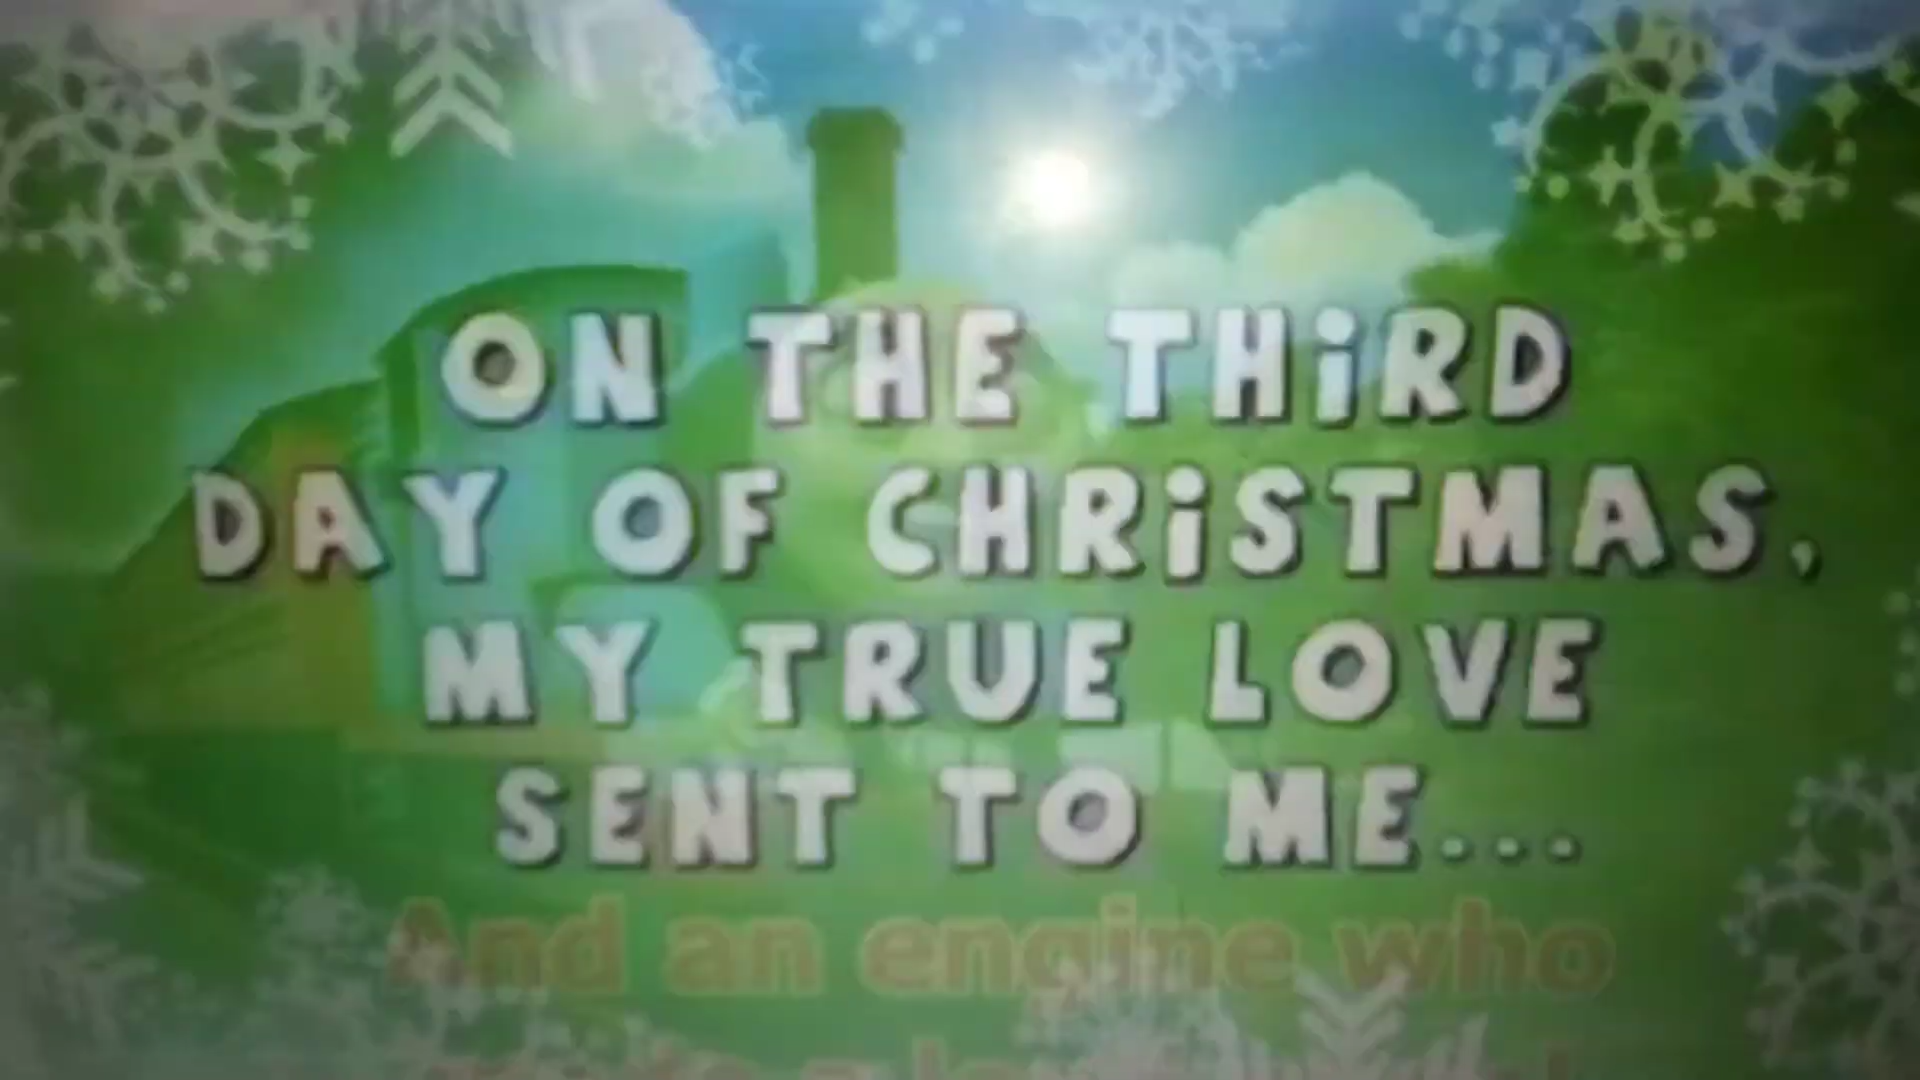 ON THE THiRD
DAY OF CHRiSTMAS,
MY TRUE LOVE
SENT TO ME...
And an engine who